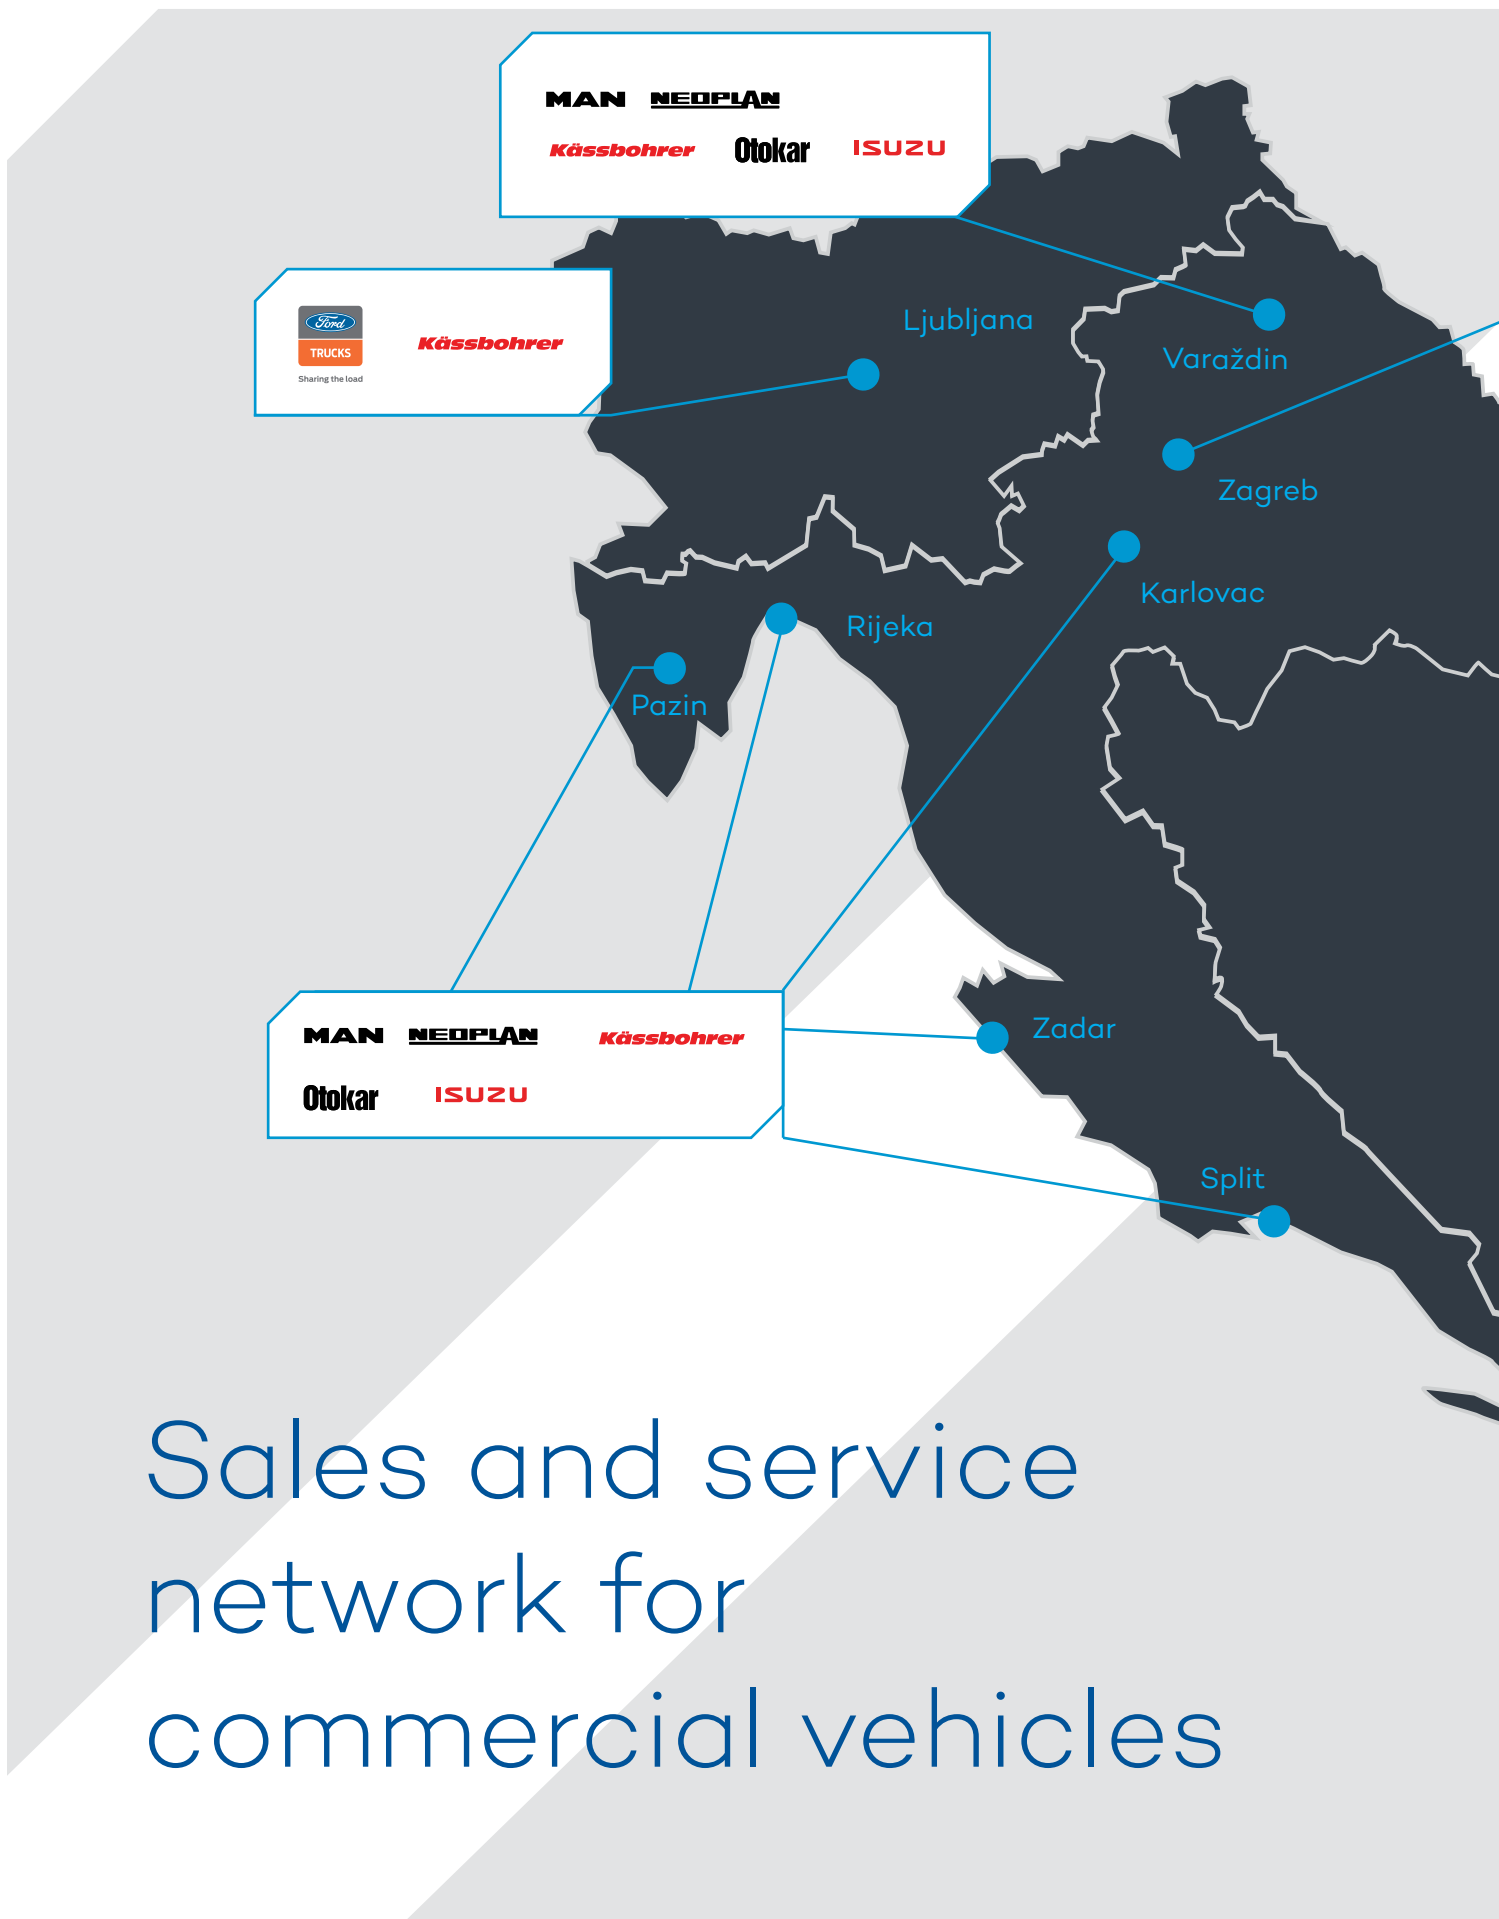 MAN NEOPLAN
Kässbohrer Otokar ISUZU
Ford
TRUCKS
Sharing the load
Kässbohrer
Ljubljana
Varaždin
Zagreb
Karlovac
Rijeka
Pazin
MAN NEOPLAN Kässbohrer
Otokar ISUZU
Zadar
Split
Sales and service
network for
commercial vehicles